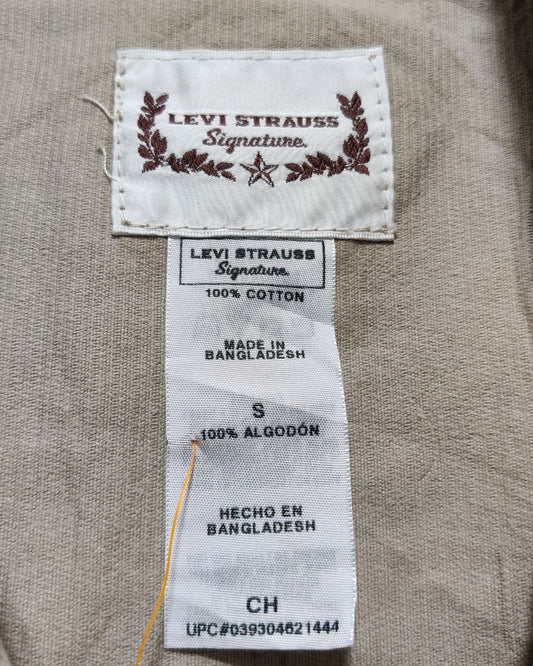 LEVI STRAUSS
Signature.
LEVI STRAUSS
Signature.
100% COTTON
MADE IN
BANGLADESH
S
100% ALGODÓN
HECHO EN
BANGLADESH
CH
UPC#039304621444